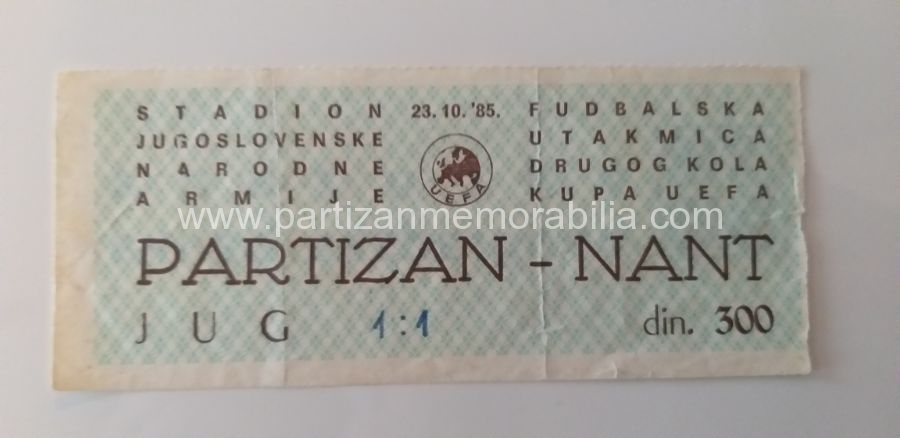 STADION
JUGOSLOVENSKE
NARODNE
ARMIJE
23. 10. '85.
UEFA
FUDBALSKA
UTAKMICA
DRUGOG KOLA
KUPA UEFA
www.partizanmemorabilia.com
PARTIZAN - NANT
JUG 1:1 din. 300